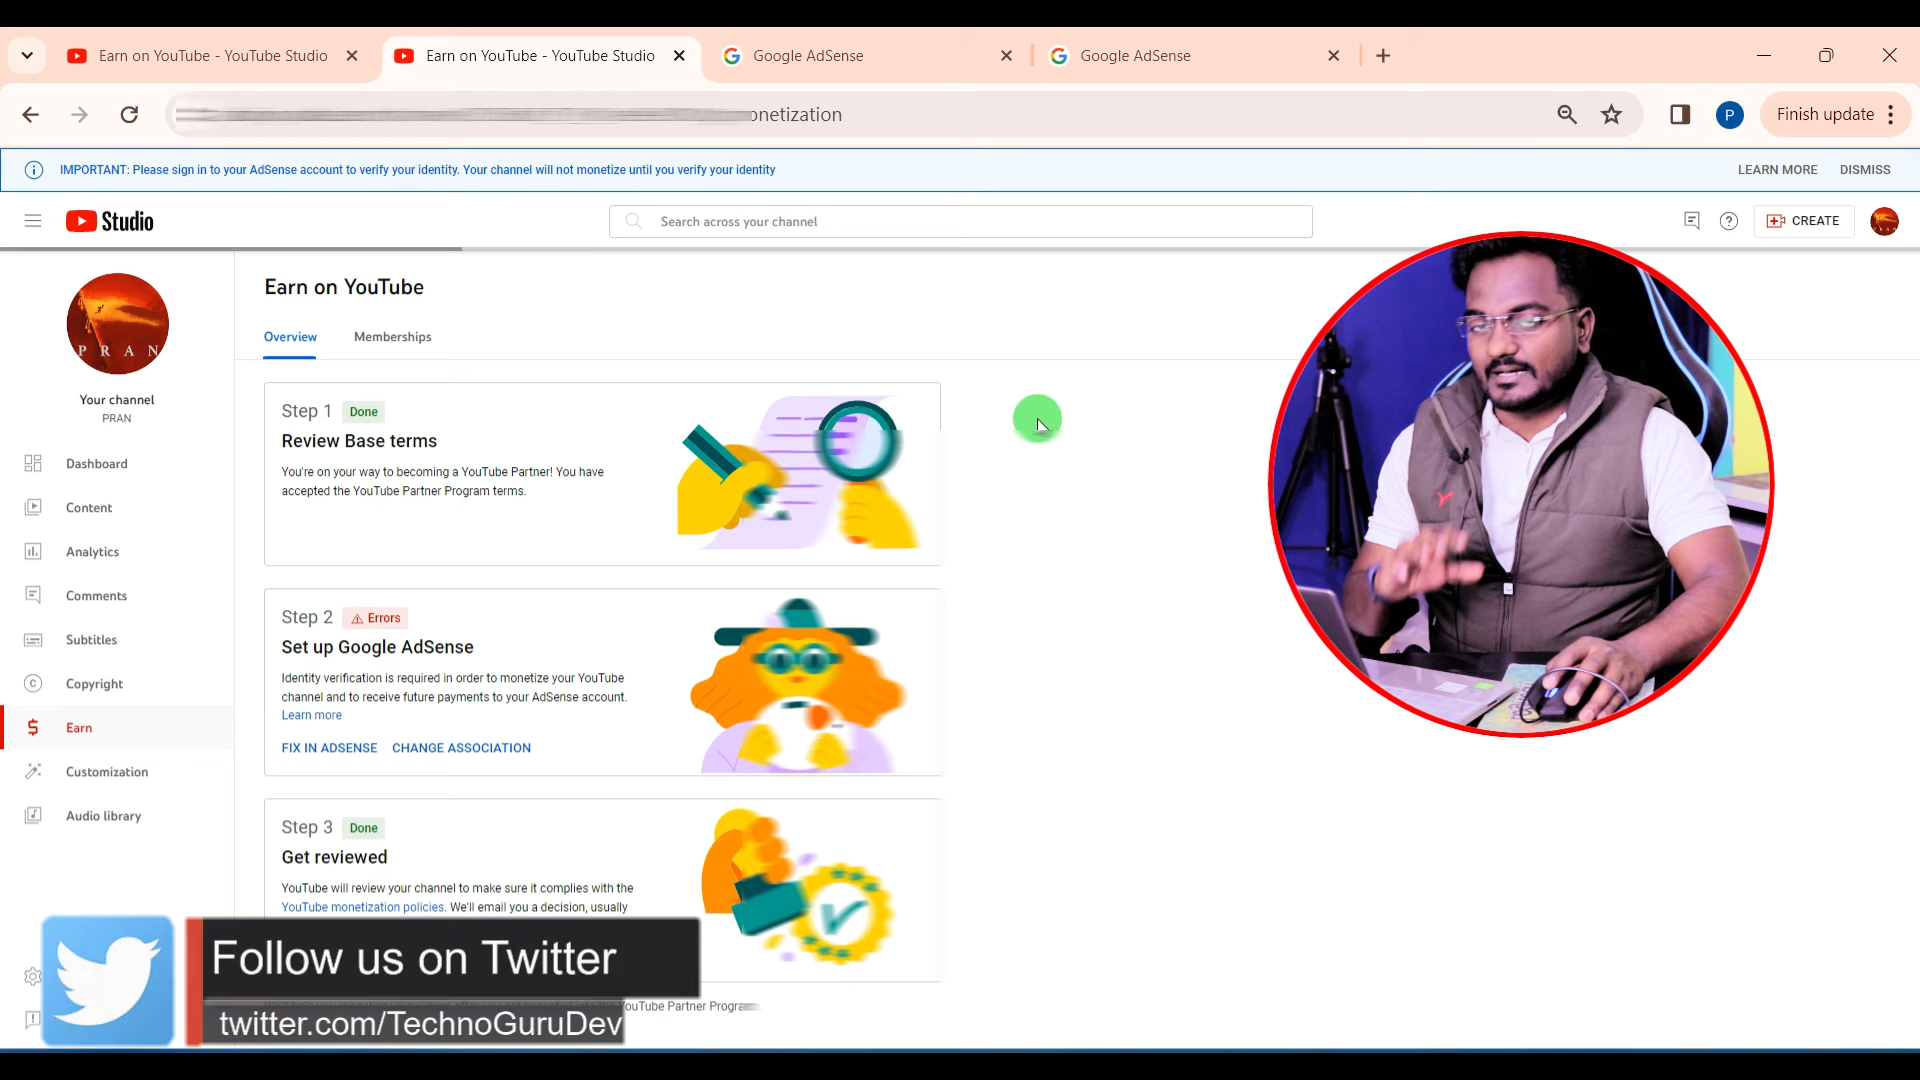 Earn on YouTube - YouTube Studio
Earn on YouTube - YouTube Studio
Google AdSense
Google AdSense
onetization
P
Finish update
IMPORTANT: Please sign in to your AdSense account to verify your identity. Your channel will not monetize until you verify your identity
LEARN MORE
DISMISS
Studio
Search across your channel
CREATE
PRAN
Your channel
PRAN
Dashboard
Content
Analytics
Comments
Subtitles
Copyright
Earn
Customization
Audio library
Earn on YouTube
Overview
Memberships
Step 1 Done
Review Base terms
You're on your way to becoming a YouTube Partner! You have
accepted the YouTube Partner Program terms.
Step 2 Errors
Set up Google AdSense
Identity verification is required in order to monetize your YouTube
channel and to receive future payments to your AdSense account.
Learn more
FIX IN ADSENSE CHANGE ASSOCIATION
Step 3 Done
Get reviewed
YouTube will review your channel to make sure it complies with the
YouTube monetization policies. We'll email you a decision, usually
YouTube Partner
Follow us on Twitter
twitter.com/TechnoGuruDev